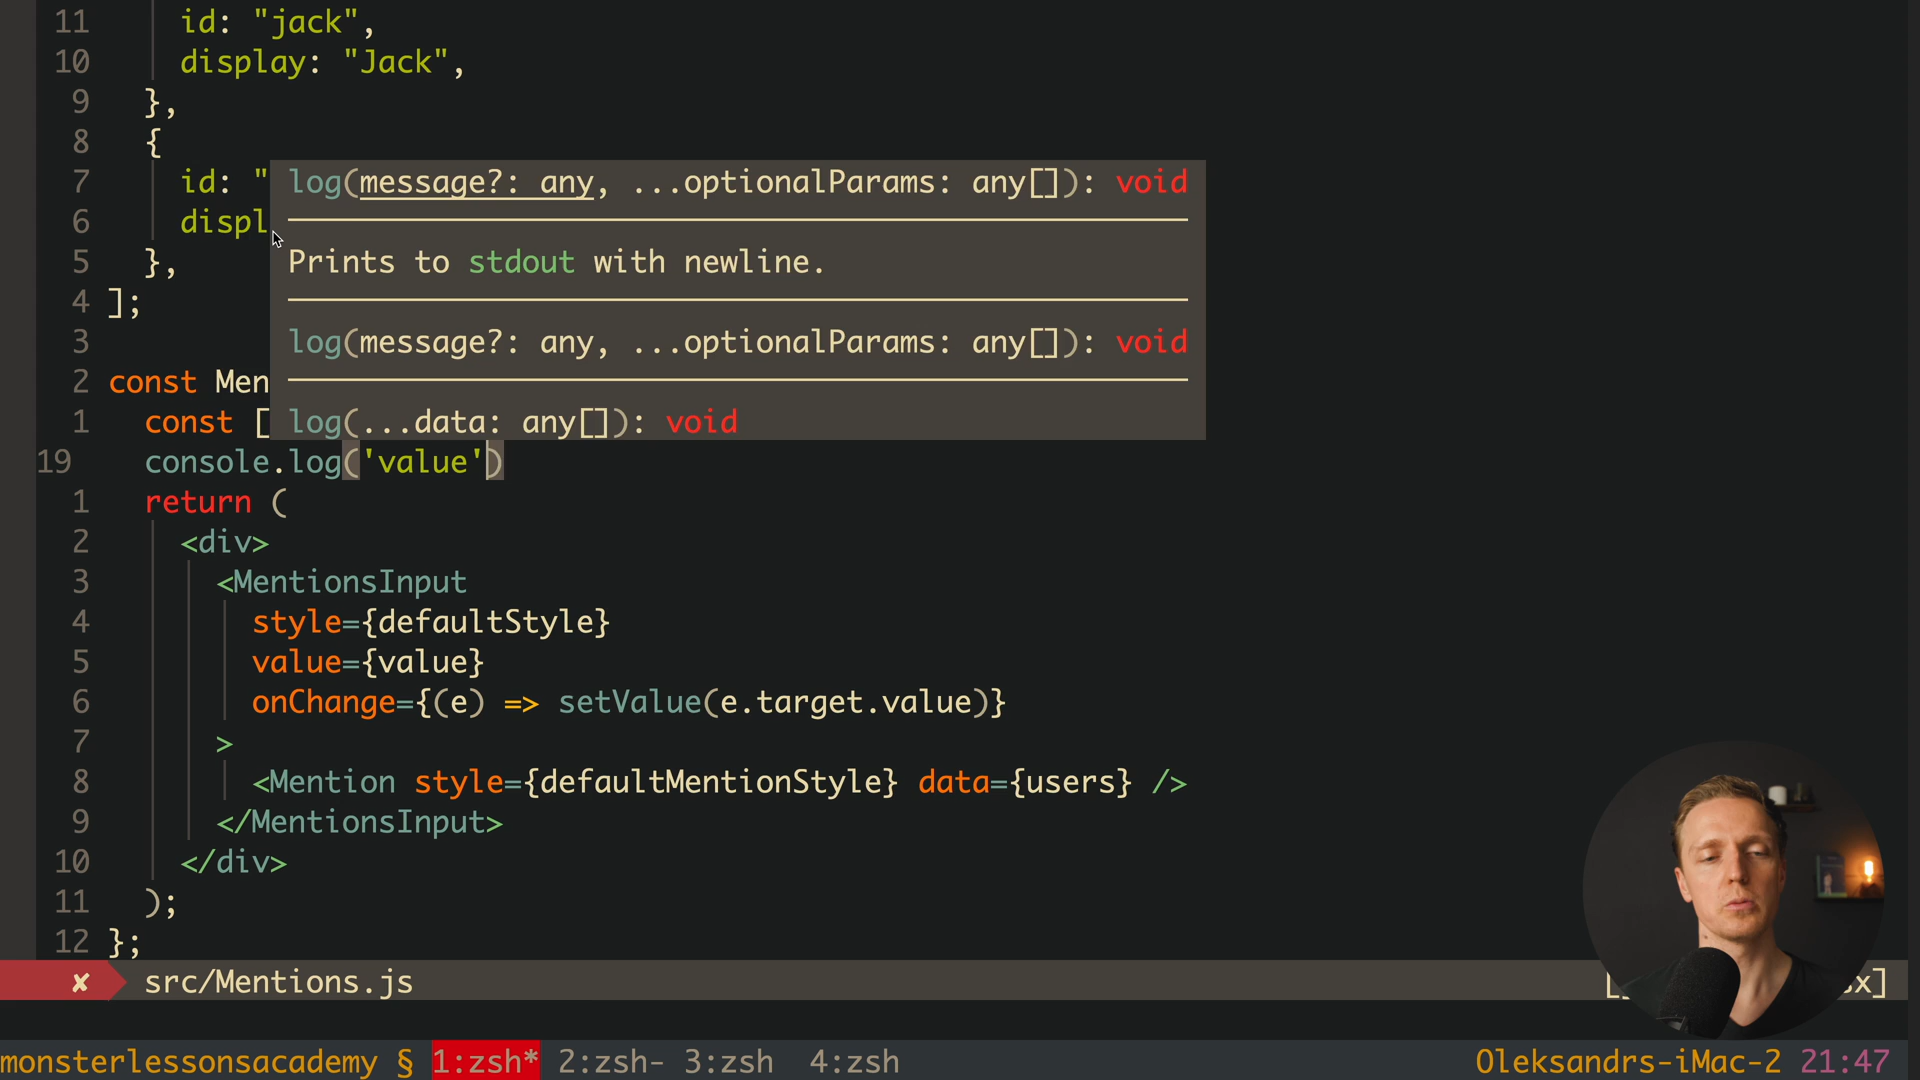 11 id: "jack",
10 display: "Jack",
9 },
8 {
7 id: "
6 displ
5 },
4 ];
3
2 const Men
1 const [
log(message?: any, ...optionalParams: any[]): void
Prints to stdout with newline.
log(message?: any, ...optionalParams: any[]): void
log(...data: any[]): void
19 console.log('value')
1 return (
2 <div>
3 <MentionsInput
4 style={defaultStyle}
5 value={value}
6 onChange={(e) => setValue(e.target.value)}
7 >
8 <Mention style={defaultMentionStyle} data={users} />
9 </MentionsInput>
10 </div>
11 );
12 };
✘ src/Mentions.js
monsterlessonsacademy § 1:zsh* 2:zsh- 3:zsh 4:zsh Oleksandrs-iMac-2 21:47